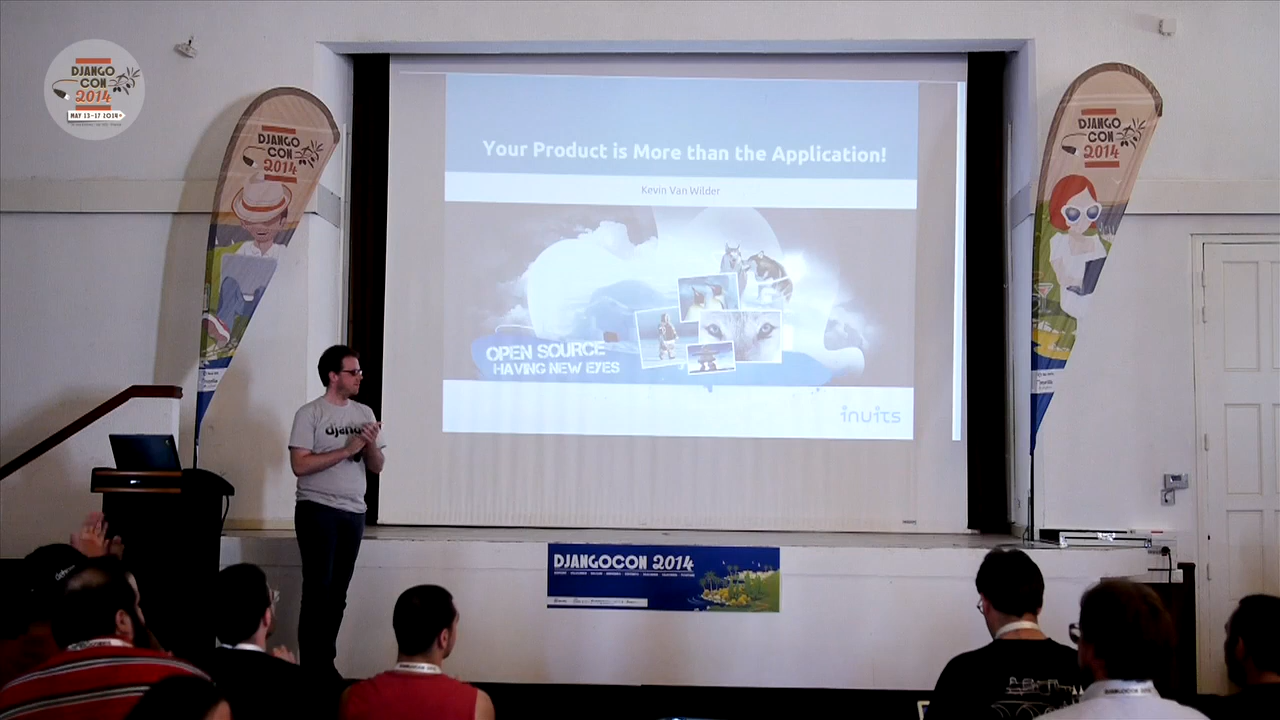 DJANGO
CON
2014
MAY 13-17 2014
DJANGO
CON
2014
DJANGO
CON
2014
Your Product is More than the Application!
Kevin Van Wilder
OPEN SOURCE
HAVING NEW EYES
inuits
django
DJANGOCON 2014